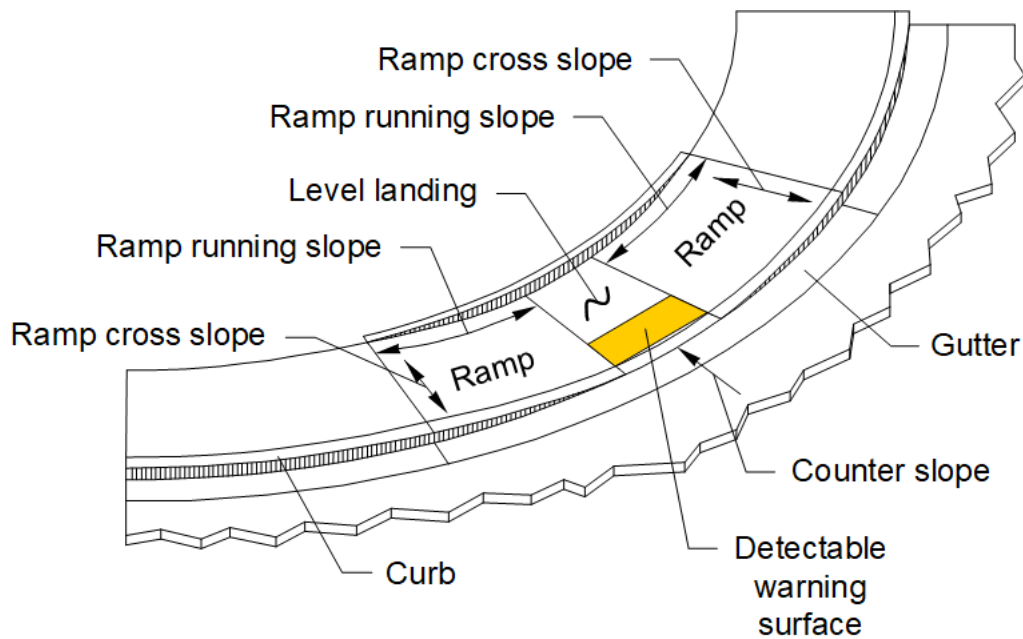 Ramp cross slope
Ramp running slope
Level landing
Ramp running slope
Ramp cross slope
Ramp
Ramp
Gutter
Counter slope
Detectable
warning
surface
Curb